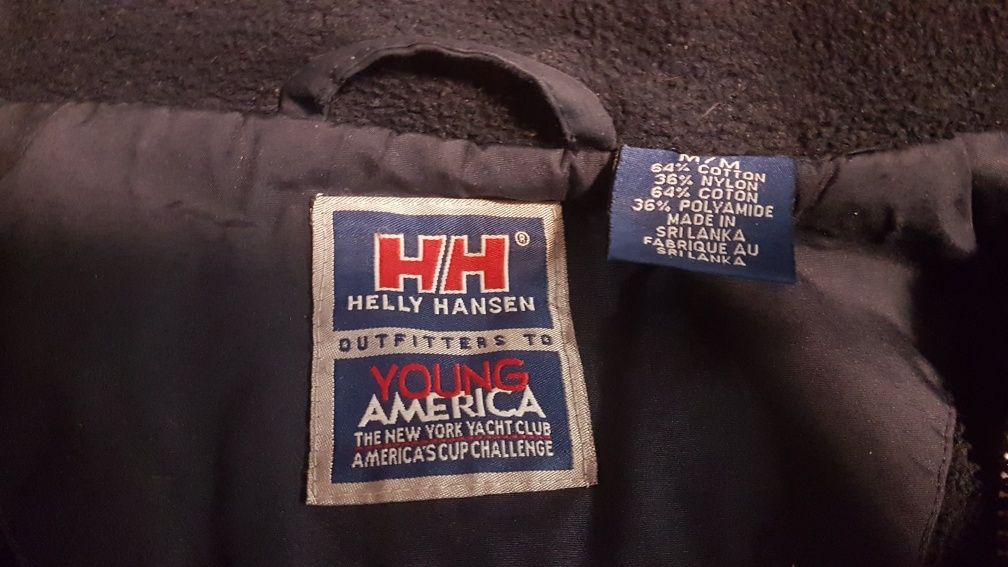 HH®
HELLY HANSEN
OUTFITTERS TO
YOUNG
AMERICA
THE NEW YORK YACHT CLUB
AMERICA'S CUP CHALLENGE
M/M
64% COTTON
36% NYLON
64% COTON
36% POLYAMIDE
MADE IN
SRI LANKA
FABRIQUE AU
SRI LANKA